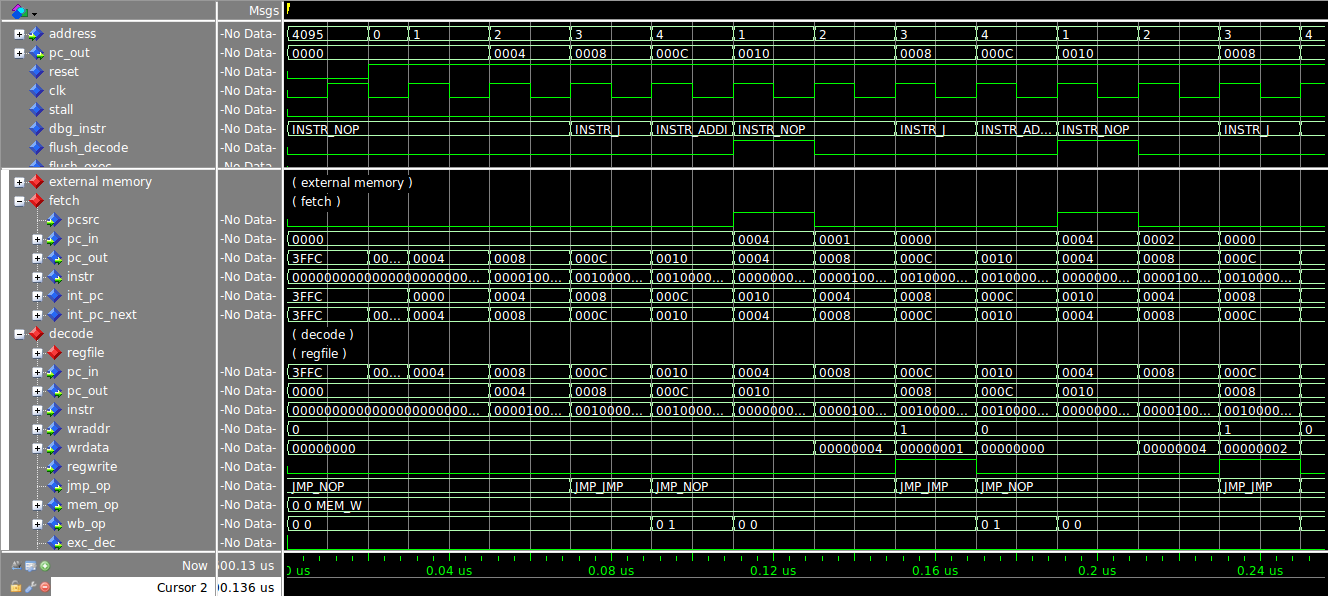 Msgs
address -No Data- 4095 0 1 2 3 4 1 2 3 4 1 2 3 4
pc_out -No Data- 0000 0004 0008 000C 0010 0008 000C 0010 0008
reset -No Data-
clk -No Data-
stall -No Data-
dbg_instr -No Data- INSTR_NOP INSTR_J INSTR_ADDI INSTR_NOP INSTR_J INSTR_AD... INSTR_NOP INSTR_J
flush_decode -No Data-
flush_exec -No Data-
external memory ( external memory )
fetch ( fetch )
pcsrc -No Data-
pc_in -No Data- 0000 0004 0001 0000 0004 0002 0000
pc_out -No Data- 3FFC 00... 0004 0008 000C 0010 0004 0008 000C 0010 0004 0008 000C
instr -No Data- 00000000000000000000000... 0000100... 0010000... 0010000... 0000000... 0000100... 0010000... 0010000... 0000000... 0000100... 0010000...
int_pc -No Data- 3FFC 0000 0004 0008 000C 0010 0004 0008 000C 0010 0004 0008
int_pc_next -No Data- 3FFC 00... 0004 0008 000C 0010 0004 0008 000C 0010 0004 0008 000C
decode ( decode )
regfile ( regfile )
pc_in -No Data- 3FFC 00... 0004 0008 000C 0010 0004 0008 000C 0010 0004 0008 000C
pc_out -No Data- 0000 0004 0008 000C 0010 0008 000C 0010 0008
instr -No Data- 00000000000000000000000... 0000100... 0010000... 0010000... 0000000... 0000100... 0010000... 0010000... 0000000... 0000100... 0010000...
wraddr -No Data- 0 1 0 1 0
wrdata -No Data- 00000000 00000004 00000001 00000000 00000004 00000002
regwrite -No Data-
jmp_op -No Data- JMP_NOP JMP_JMP JMP_NOP JMP_JMP JMP_NOP JMP_JMP
mem_op -No Data- 0 0 MEM_W
wb_op -No Data- 0 0 0 1 0 0 0 1 0 0
exc_dec -No Data-
Now 00.13 us 0 us 0.04 us 0.08 us 0.12 us 0.16 us 0.2 us 0.24 us
Cursor 2 0.136 us